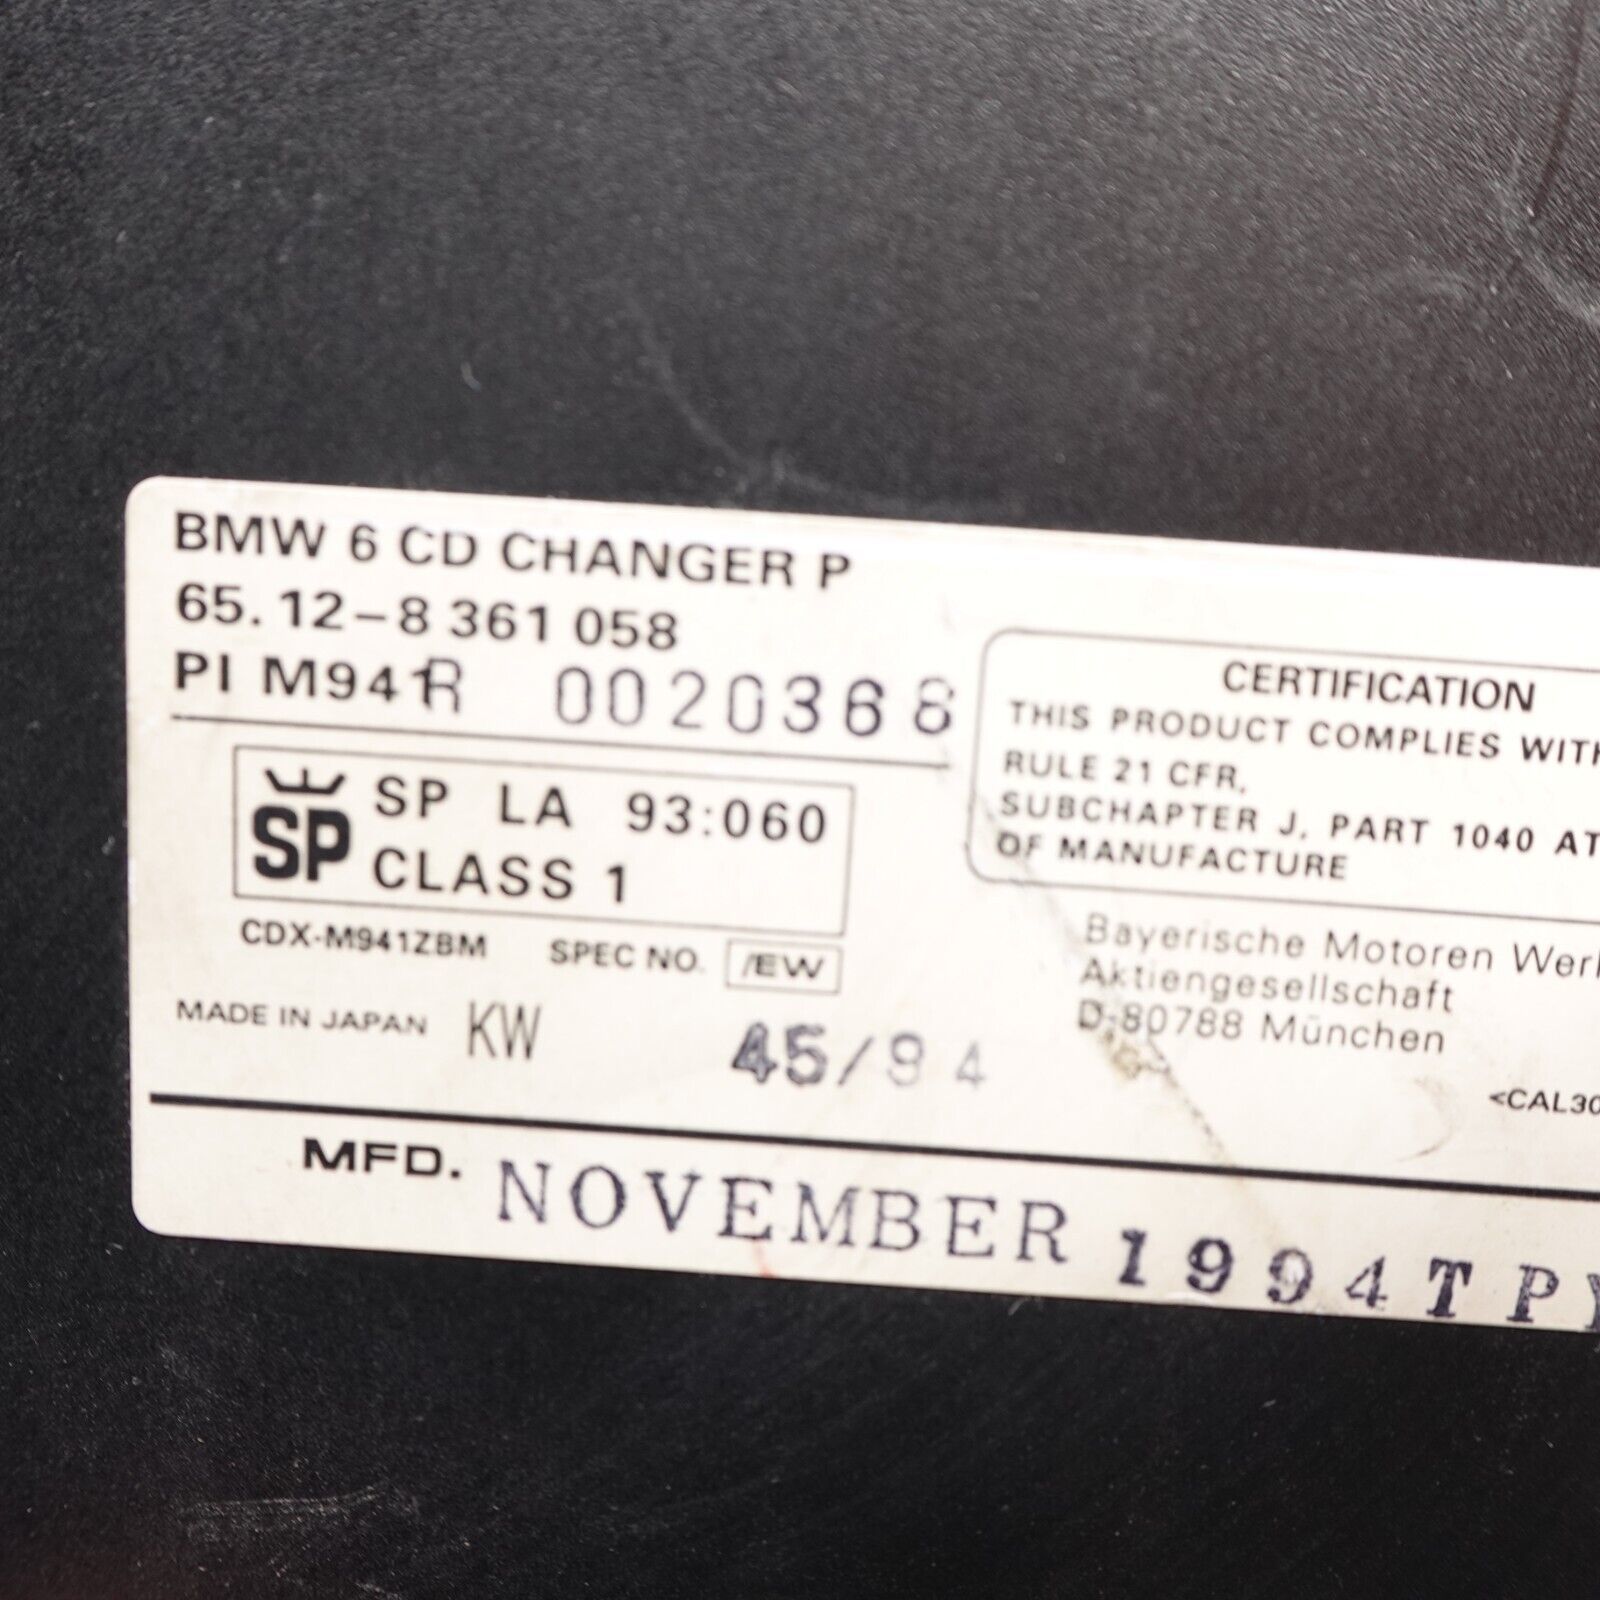 BMW 6 CD CHANGER P
65.12-8 361 058
PI M941R 0020368
SP
SP LA 93:060
CLASS 1
CDX-M941ZBM SPEC NO. /EW
MADE IN JAPAN KW 45/94
CERTIFICATION
THIS PRODUCT COMPLIES WITH
RULE 21 CFR,
SUBCHAPTER J, PART 1040 AT
OF MANUFACTURE
Bayerische Motoren Werk
Aktiengesellschaft
D-80788 München
<CAL30
MFD. NOVEMBER 1994 TPY